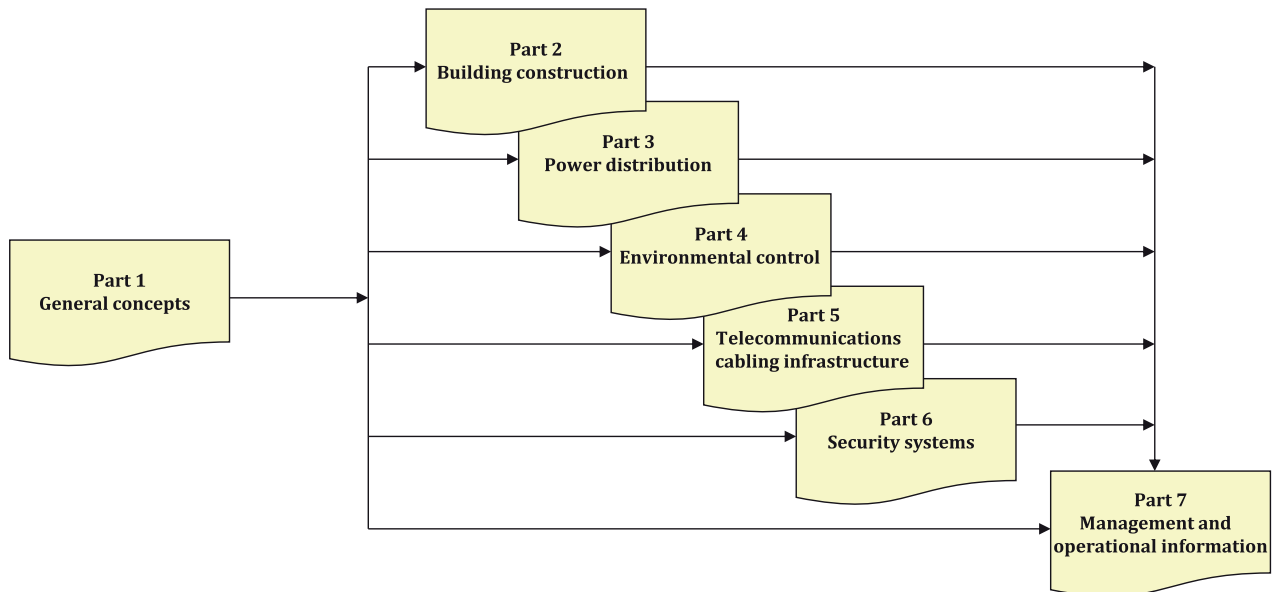 Part 2
Building construction
Part 3
Power distribution
Part 4
Environmental control
Part 1
General concepts
Part 5
Telecommunications
cabling infrastructure
Part 6
Security systems
Part 7
Management and
operational information